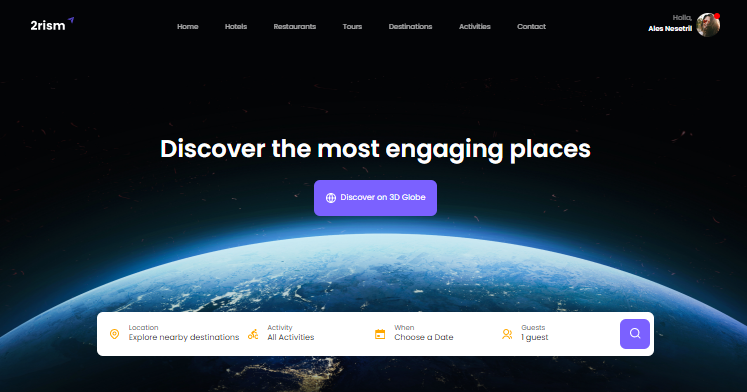 2rism
Home Hotels Restaurants Tours Destinations Activities Contact
Holla,
Ales Nesetril
Discover the most engaging places
Discover on 3D Globe
Location
Explore nearby destinations
Activity
All Activities
When
Choose a Date
Guests
1 guest